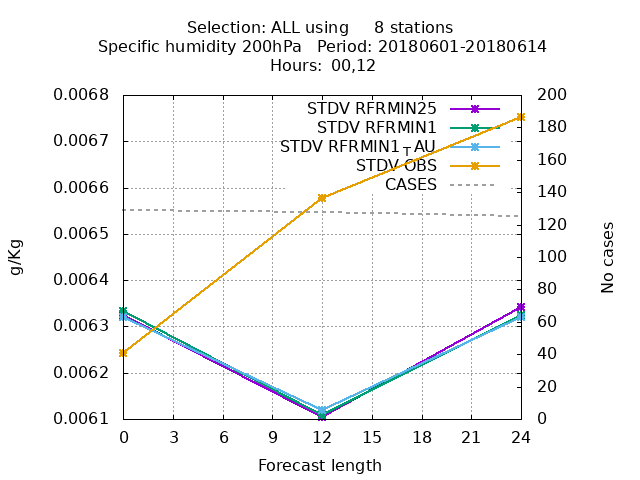 Selection: ALL using 8 stations
Specific humidity 200hPa Period: 20180601-20180614
Hours: 00,12
0.0068
0.0067
0.0066
0.0065
0.0064
0.0063
0.0062
0.0061
g/Kg
STDV RFRMIN25
STDV RFRMIN1
STDV RFRMIN1_TAU
STDV OBS
CASES
200
180
160
140
120
100
80
60
40
20
0
No cases
0 3 6 9 12 15 18 21 24
Forecast length